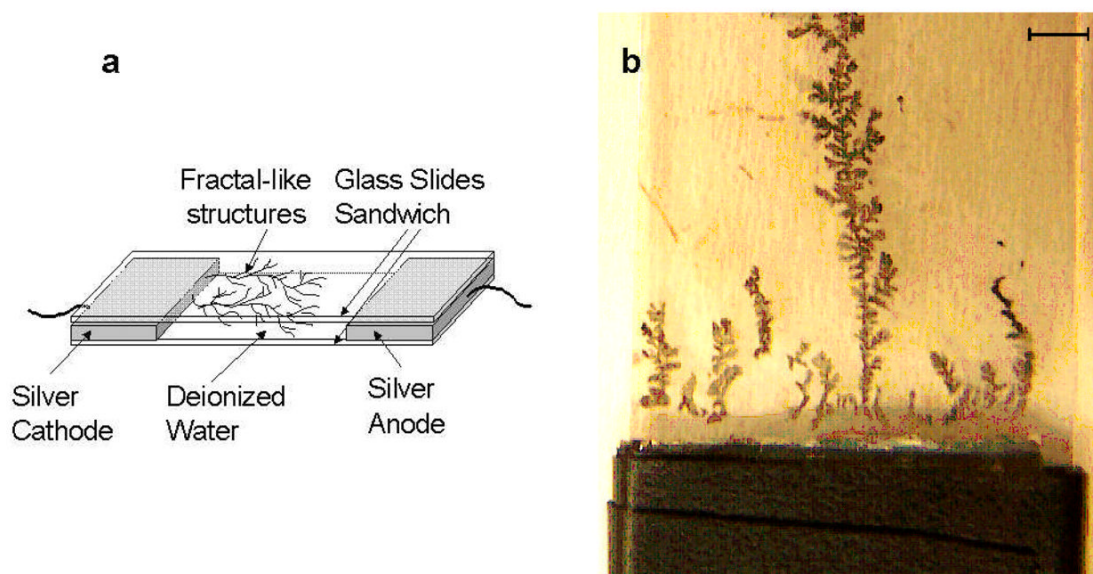 a
Fractal-like
structures
Glass Slides
Sandwich
Silver
Cathode
Deionized
Water
Silver
Anode
b